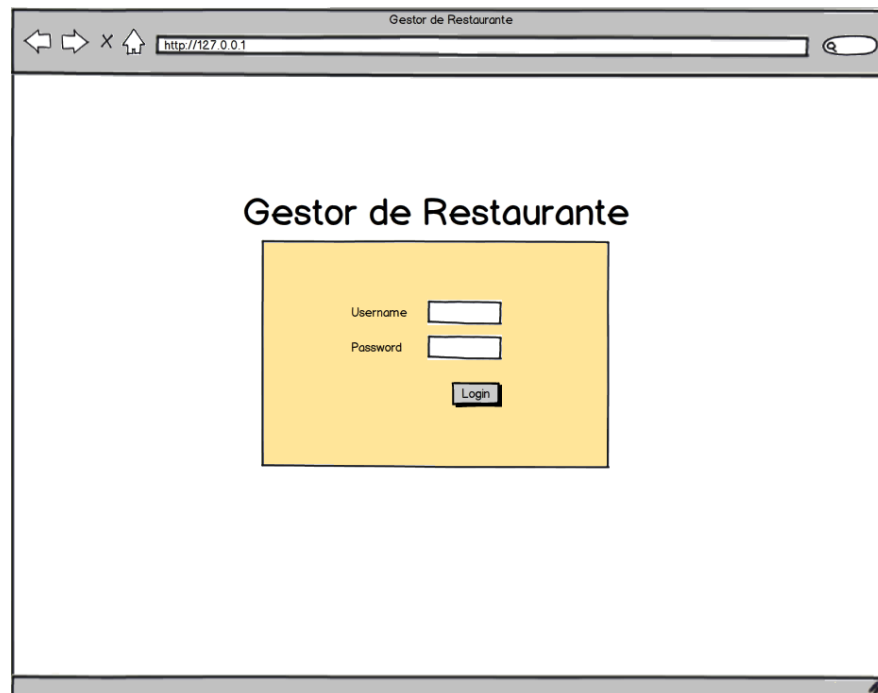 Gestor de Restaurante
http://127.0.0.1
Gestor de Restaurante
Username
Password
Login